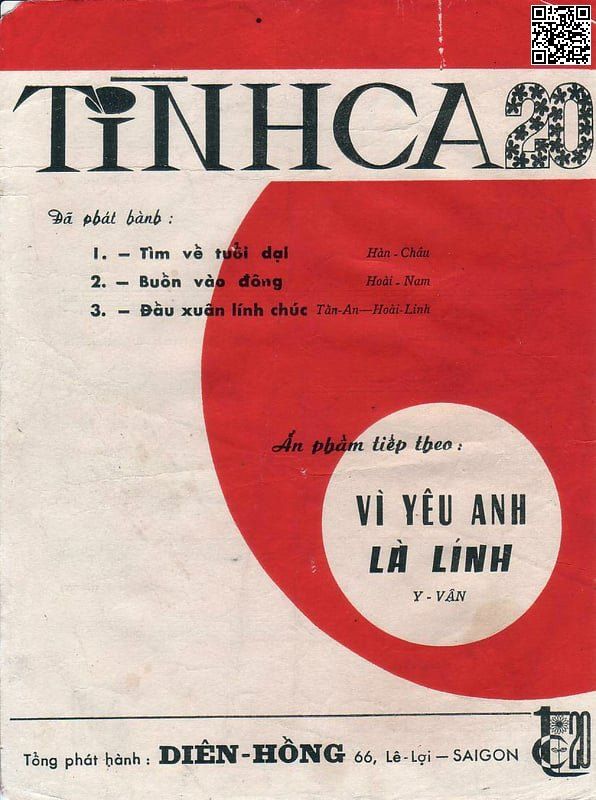 TÌNH CA 20
Đã phát hành :
1. – Tìm về tuổi dại Hàn - Châu
2. – Buồn vào đông Hoài - Nam
3. – Đầu xuân lính chúc Tân-An—Hoài-Linh
Ấn phẩm tiếp theo :
VÌ YÊU ANH
LÀ LÍNH
Y - VÂN
Tổng phát hành : DIÊN-HỒNG 66, Lê-Lợi – SAIGON